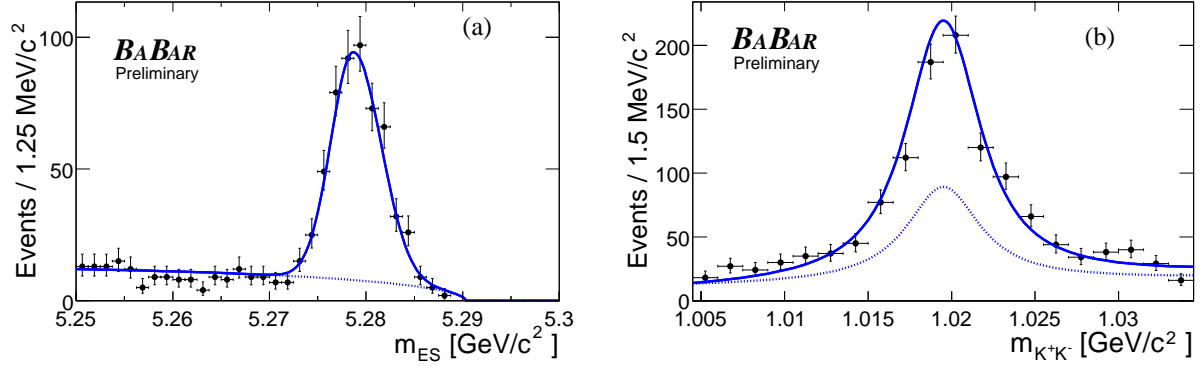 Events / 1.25 MeV/c²
100
50
0
BABAR
Preliminary
(a)
5.25 5.26 5.27 5.28 5.29 5.3
m_ES [GeV/c²]
Events / 1.5 MeV/c²
200
150
100
50
0
BABAR
Preliminary
(b)
1.005 1.01 1.015 1.02 1.025 1.03
m_K⁺K⁻ [GeV/c²]